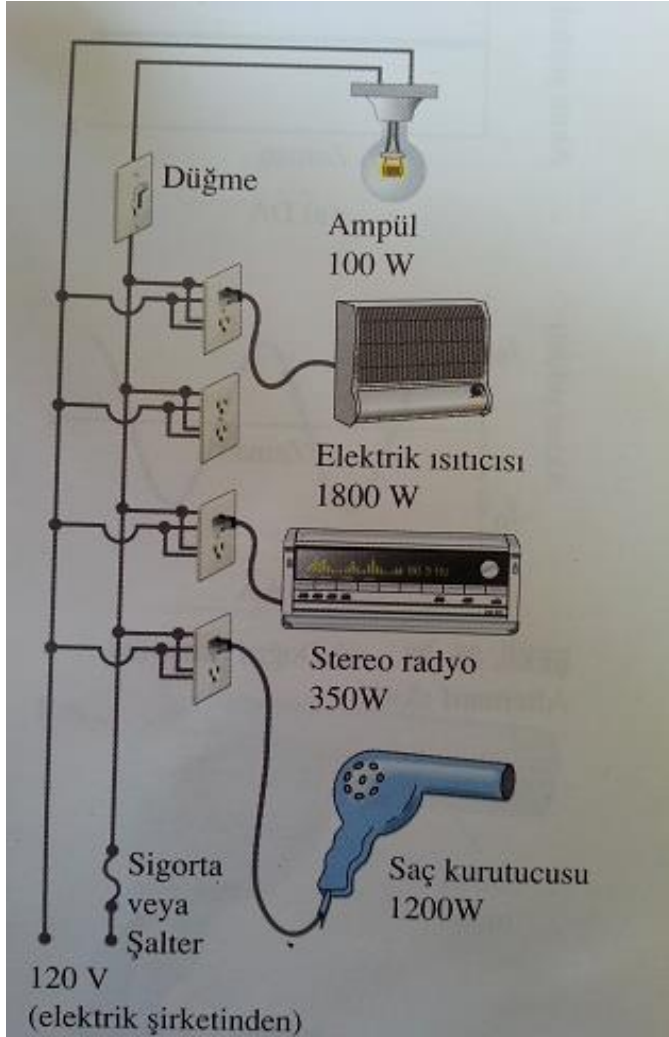 Düğme
Ampül
100 W
Elektrik ısıtıcısı
1800 W
Stereo radyo
350W
Saç kurutucusu
1200W
Sigorta
veya
Şalter
120 V
(elektrik şirketinden)